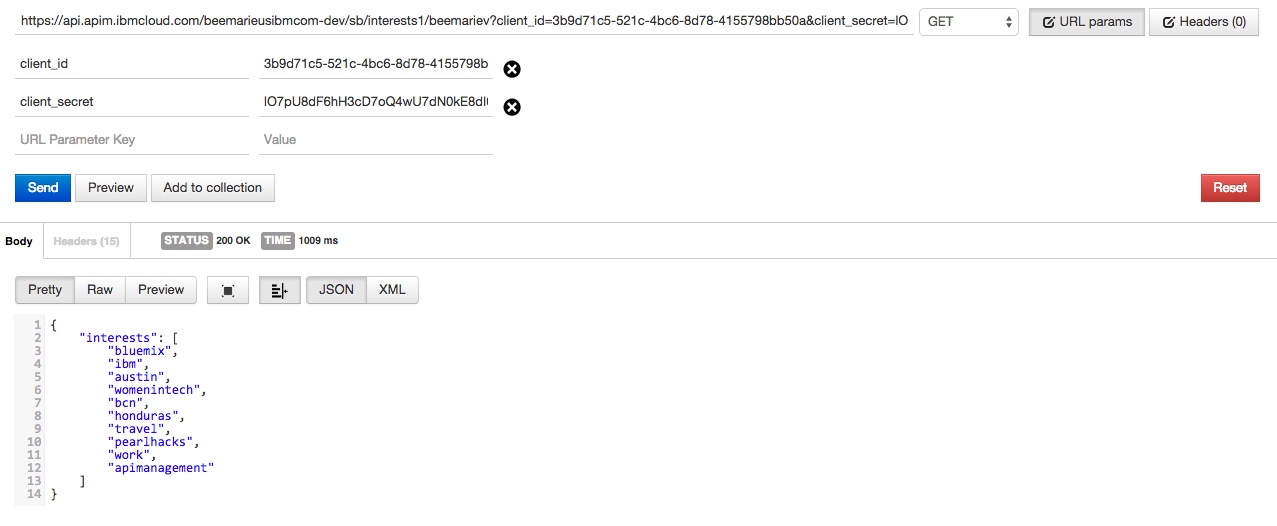 https://api.apim.ibmcloud.com/beemarieusibmcom-dev/sb/interests1/beemariev?client_id=3b9d71c5-521c-4bc6-8d78-4155798bb50a&client_secret=IO GET URL params Headers (0)
client_id 3b9d71c5-521c-4bc6-8d78-4155798b
client_secret IO7pU8dF6hH3cD7oQ4wU7dN0kE8dI
URL Parameter Key Value
Send Preview Add to collection Reset
Body Headers (15) STATUS 200 OK TIME 1009 ms
Pretty Raw Preview JSON XML
1 {
2 "interests": [
3 "bluemix",
4 "ibm",
5 "austin",
6 "womenintech",
7 "bcn",
8 "honduras",
9 "travel",
10 "pearlhacks",
11 "work",
12 "apimanagement"
13 ]
14 }